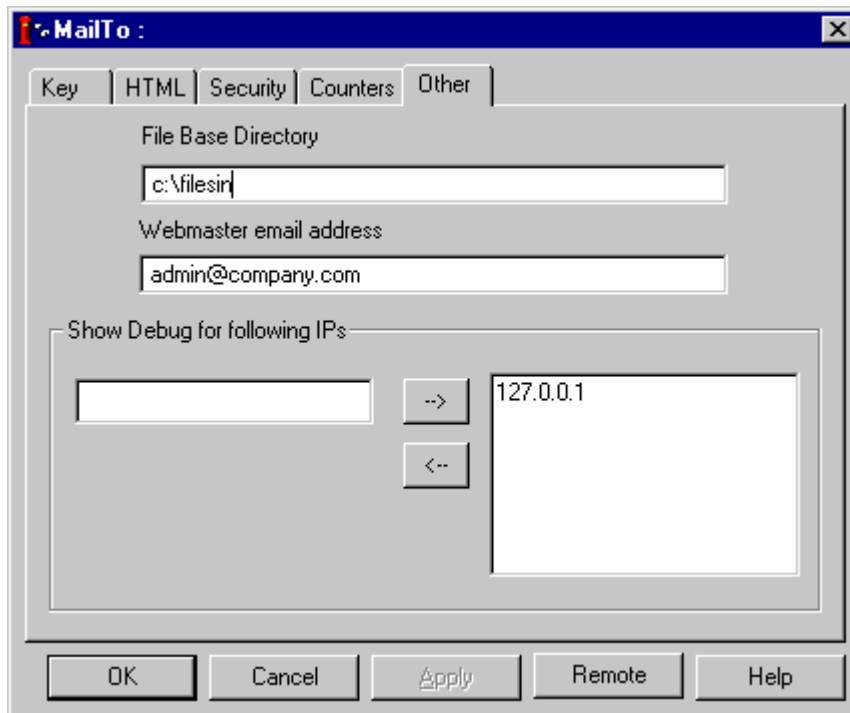 MailTo :
Key HTML Security Counters Other
File Base Directory
c:\filesin
Webmaster email address
admin@company.com
Show Debug for following IPs
--> 127.0.0.1
<--
OK Cancel Apply Remote Help